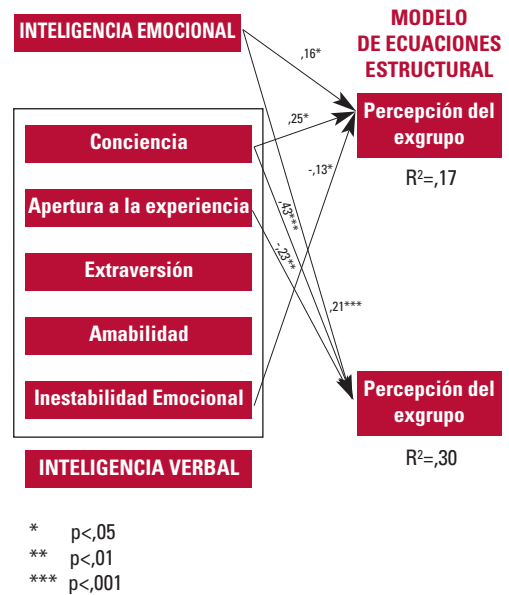 INTELIGENCIA EMOCIONAL
MODELO
DE ECUACIONES
ESTRUCTURAL
,16*
Percepción del
exgrupo
R²=,17
,25*
-,13*
Conciencia
Apertura a la experiencia
,43***
-,23**
Extraversión
,21***
Amabilidad
Inestabilidad Emocional
Percepción del
exgrupo
R²=,30
INTELIGENCIA VERBAL
* p<,05
** p<,01
*** p<,001